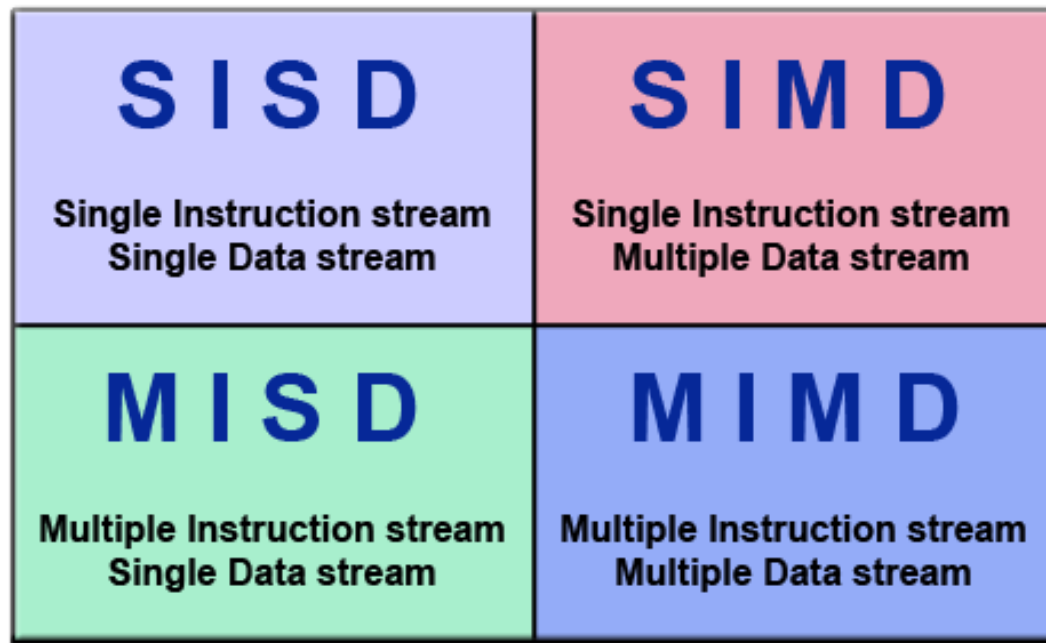 S I S D
Single Instruction stream
Single Data stream
S I M D
Single Instruction stream
Multiple Data stream
M I S D
Multiple Instruction stream
Single Data stream
M I M D
Multiple Instruction stream
Multiple Data stream